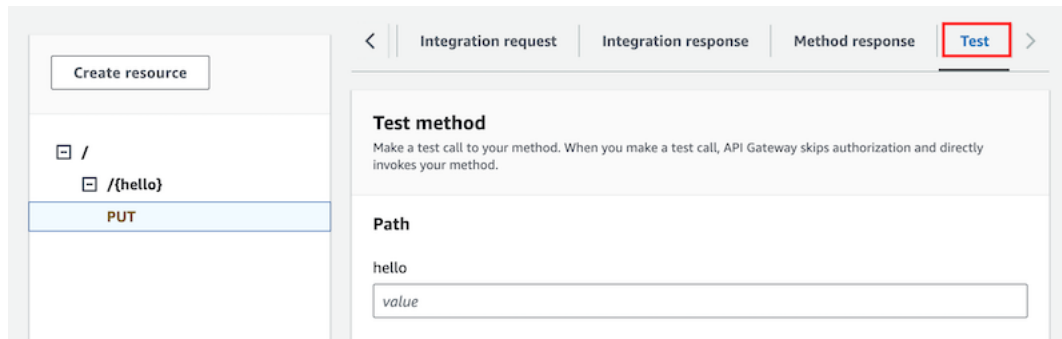 Create resource
/
/{hello}
PUT
Integration request
Integration response
Method response
Test
Test method
Make a test call to your method. When you make a test call, API Gateway skips authorization and directly
invokes your method.
Path
hello
value